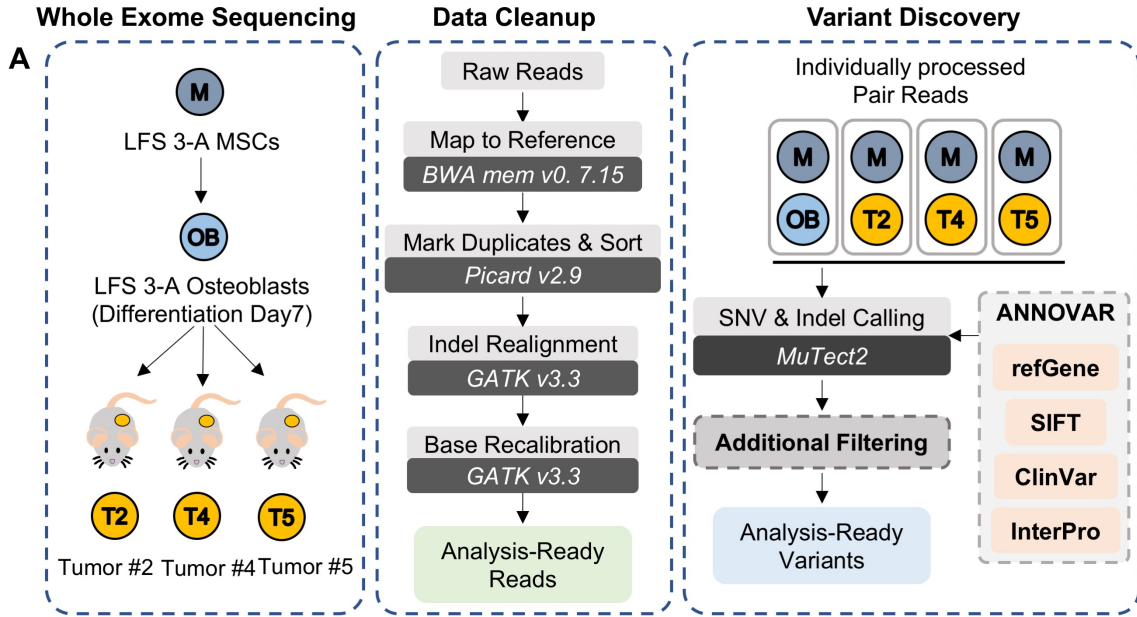 Whole Exome Sequencing
Data Cleanup
Variant Discovery
A
M
LFS 3-A MSCs
OB
LFS 3-A Osteoblasts
(Differentiation Day7)
T2
T4
T5
Tumor #2
Tumor #4
Tumor #5
Raw Reads
Map to Reference
BWA mem v0. 7.15
Mark Duplicates & Sort
Picard v2.9
Indel Realignment
GATK v3.3
Base Recalibration
GATK v3.3
Analysis-Ready
Reads
Individually processed
Pair Reads
M
M
M
M
OB
T2
T4
T5
SNV & Indel Calling
MuTect2
Additional Filtering
Analysis-Ready
Variants
ANNOVAR
refGene
SIFT
ClinVar
InterPro